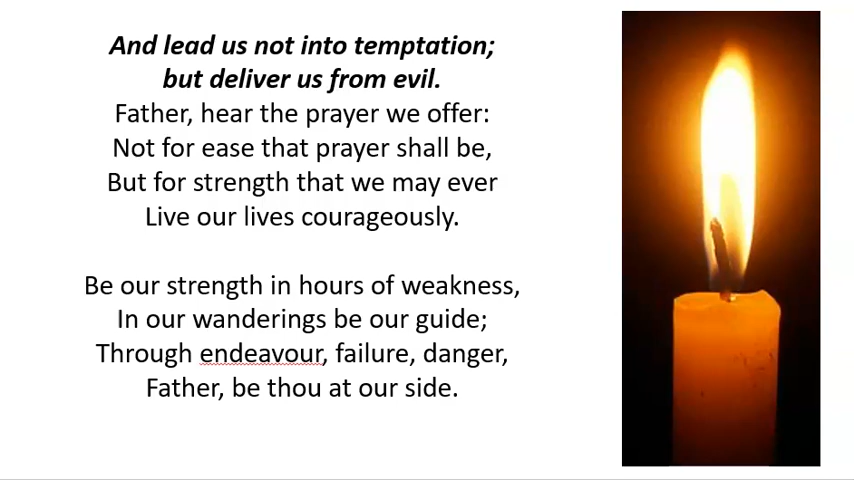 And lead us not into temptation;
but deliver us from evil.
Father, hear the prayer we offer:
Not for ease that prayer shall be,
But for strength that we may ever
Live our lives courageously.
Be our strength in hours of weakness,
In our wanderings be our guide;
Through endeavour, failure, danger,
Father, be thou at our side.